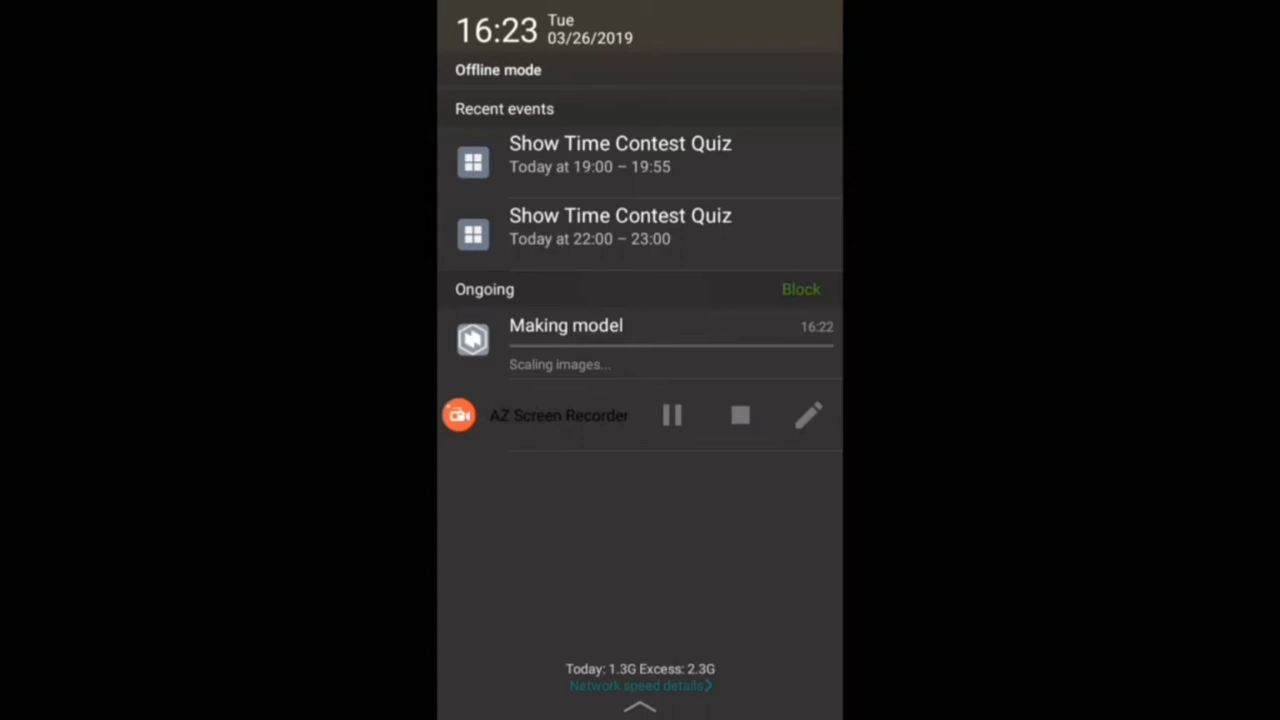 16:23
Tue
03/26/2019
Offline mode
Recent events
Show Time Contest Quiz
Today at 19:00 – 19:55
Show Time Contest Quiz
Today at 22:00 – 23:00
Ongoing
Block
Making model
16:22
Scaling images...
AZ Screen Recorder
Today: 1.3G Excess: 2.3G
Network speed details